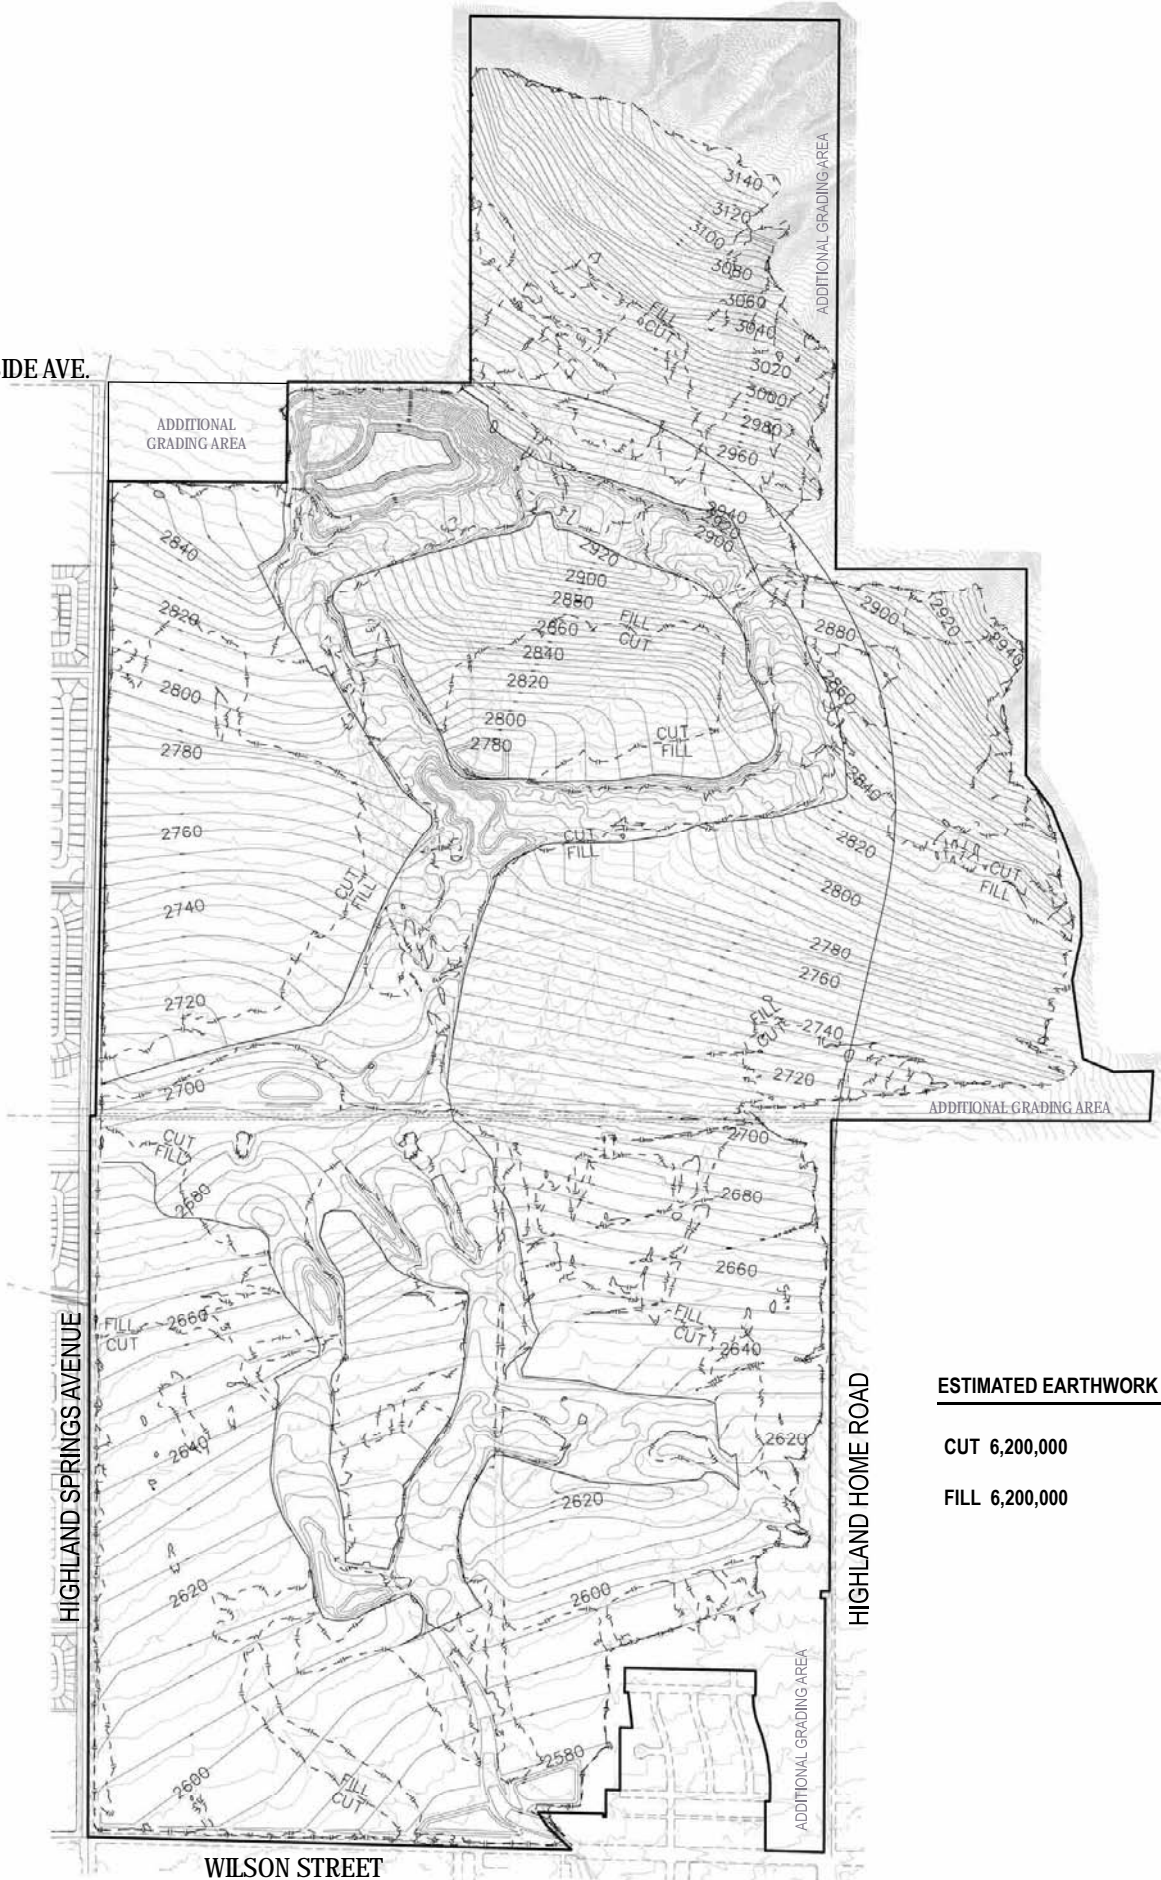 3140
3120
3100
3080
3060
3040
3020
3000
2980
2960
2940
2920
2900
ADDITIONAL GRADING AREA
FILL
CUT
IDE AVE.
ADDITIONAL
GRADING AREA
2840
2820
2800
2780
2760
2740
2720
2700
2920
2900
2880
2860
2840
2820
2800
2780
FILL
CUT
CUT
FILL
2900
2920
2940
2880
2860
2840
2820
2800
2780
2760
2740
2720
2700
CUT
FILL
CUT
FILL
CUT
FILL
FILL
CUT
ADDITIONAL GRADING AREA
CUT
FILL
2680
2660
FILL
CUT
2640
2620
2600
2680
2660
FILL
CUT
2640
2620
2620
2600
2580
FILL
CUT
HIGHLAND SPRINGS AVENUE
HIGHLAND HOME ROAD
ADDITIONAL GRADING AREA
WILSON STREET
ESTIMATED EARTHWORK
CUT 6,200,000
FILL 6,200,000